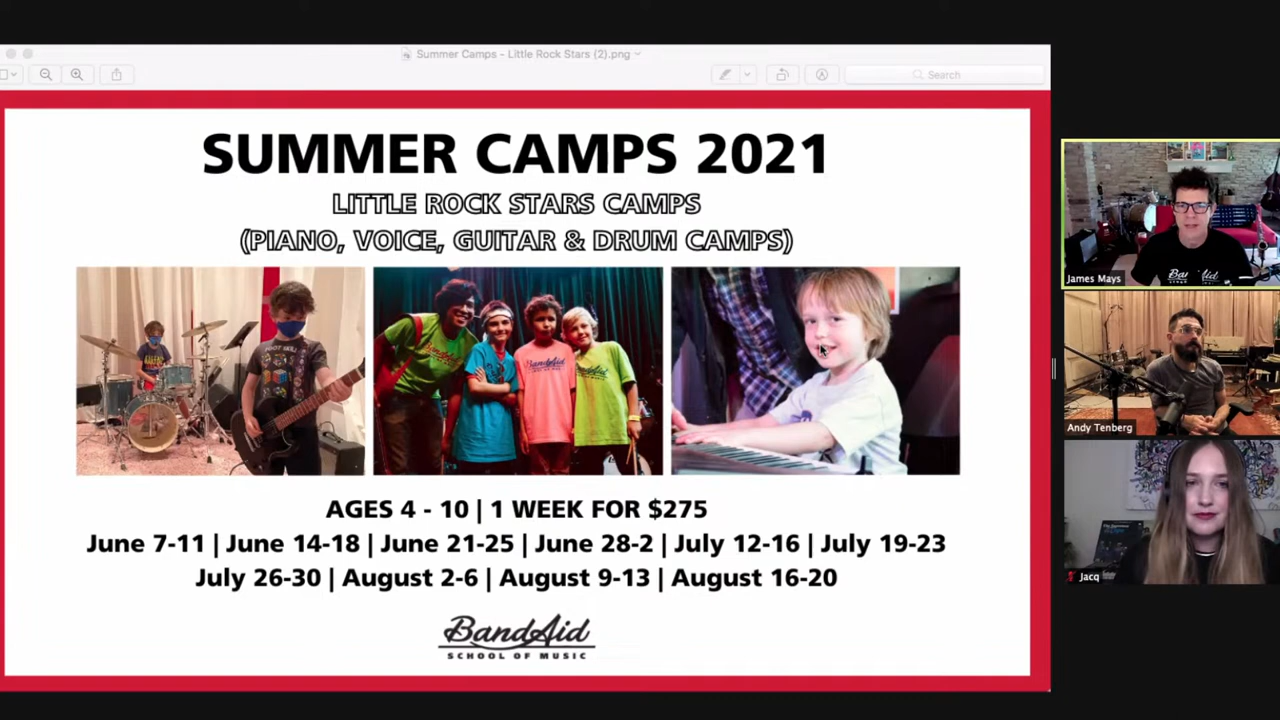 Summer Camps - Little Rock Stars (2).png
Search
SUMMER CAMPS 2021
LITTLE ROCK STARS CAMPS
(PIANO, VOICE, GUITAR & DRUM CAMPS)
BandAid
AGES 4 - 10 | 1 WEEK FOR $275
June 7-11 | June 14-18 | June 21-25 | June 28-2 | July 12-16 | July 19-23
July 26-30 | August 2-6 | August 9-13 | August 16-20
BandAid
SCHOOL OF MUSIC
BandAid
James Mays
Andy Tenberg
Jacq